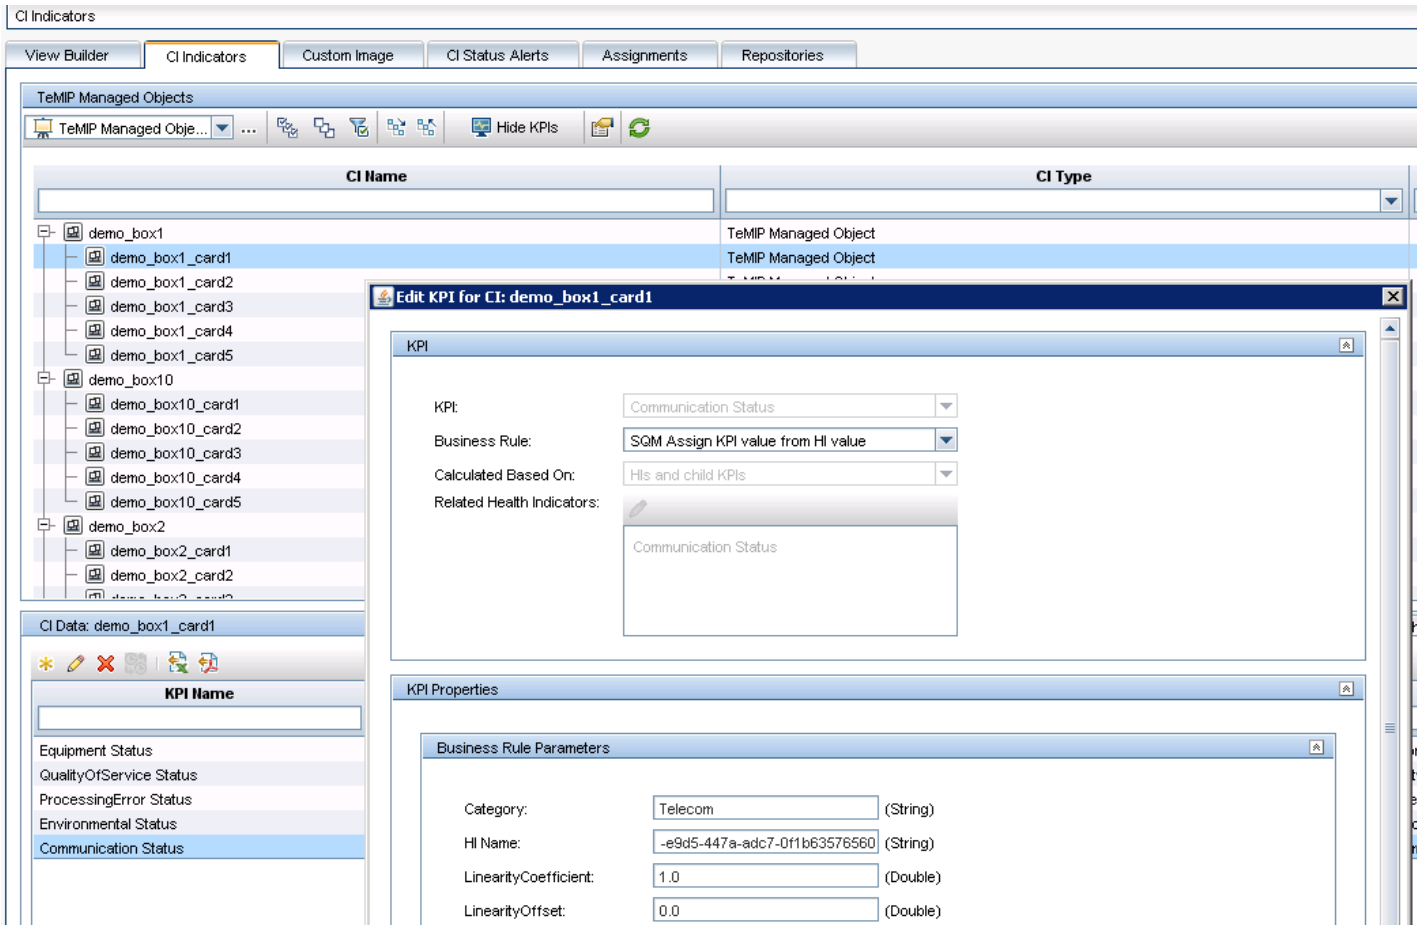 CI Indicators
View Builder
CI Indicators
Custom Image
CI Status Alerts
Assignments
Repositories
TeMIP Managed Objects
TeMIP Managed Obje...
...
Hide KPIs
CI Name
CI Type
demo_box1
TeMIP Managed Object
demo_box1_card1
TeMIP Managed Object
demo_box1_card2
demo_box1_card3
demo_box1_card4
demo_box1_card5
demo_box10
demo_box10_card1
demo_box10_card2
demo_box10_card3
demo_box10_card4
demo_box10_card5
demo_box2
demo_box2_card1
demo_box2_card2
CI Data: demo_box1_card1
KPI Name
Equipment Status
QualityOfService Status
ProcessingError Status
Environmental Status
Communication Status
Edit KPI for CI: demo_box1_card1
KPI
KPI:
Communication Status
Business Rule:
SQM Assign KPI value from HI value
Calculated Based On:
HIs and child KPIs
Related Health Indicators:
Communication Status
KPI Properties
Business Rule Parameters
Category:
Telecom
(String)
HI Name:
-e9d5-447a-adc7-0f1b63576560
(String)
LinearityCoefficient:
1.0
(Double)
LinearityOffset:
0.0
(Double)